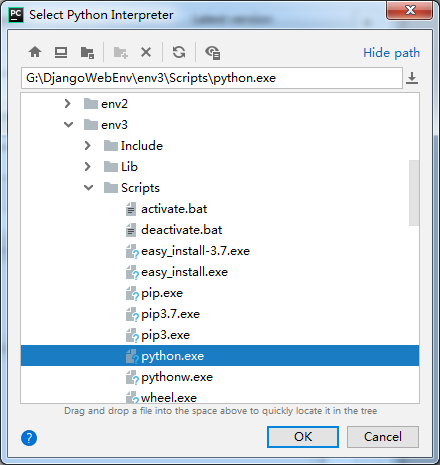 PC
Select Python Interpreter
Hide path
G:\DjangoWebEnv\env3\Scripts\python.exe
env2
env3
Include
Lib
Scripts
activate.bat
deactivate.bat
easy_install-3.7.exe
easy_install.exe
pip.exe
pip3.7.exe
pip3.exe
python.exe
pythonw.exe
wheel.exe
Drag and drop a file into the space above to quickly locate it in the tree
?
OK
Cancel